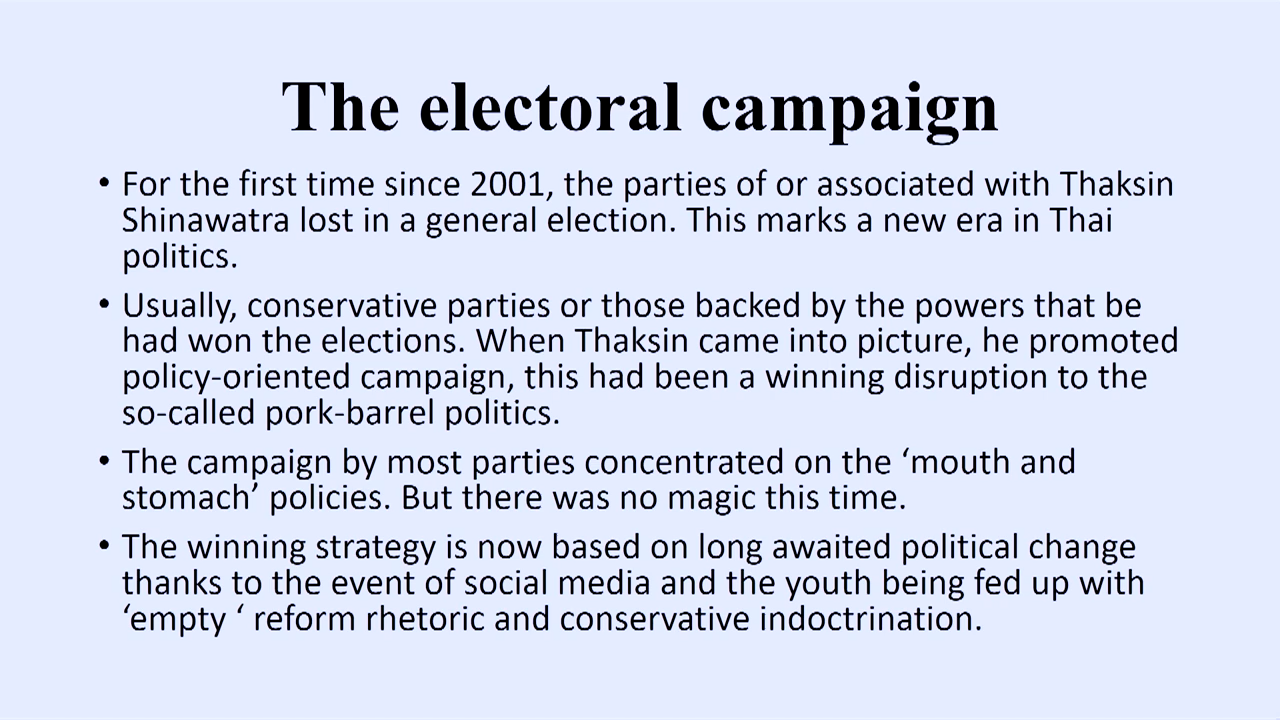 The electoral campaign
• For the first time since 2001, the parties of or associated with Thaksin
Shinawatra lost in a general election. This marks a new era in Thai
politics.
• Usually, conservative parties or those backed by the powers that be
had won the elections. When Thaksin came into picture, he promoted
policy-oriented campaign, this had been a winning disruption to the
so-called pork-barrel politics.
• The campaign by most parties concentrated on the ‘mouth and
stomach’ policies. But there was no magic this time.
• The winning strategy is now based on long awaited political change
thanks to the event of social media and the youth being fed up with
‘empty ‘ reform rhetoric and conservative indoctrination.